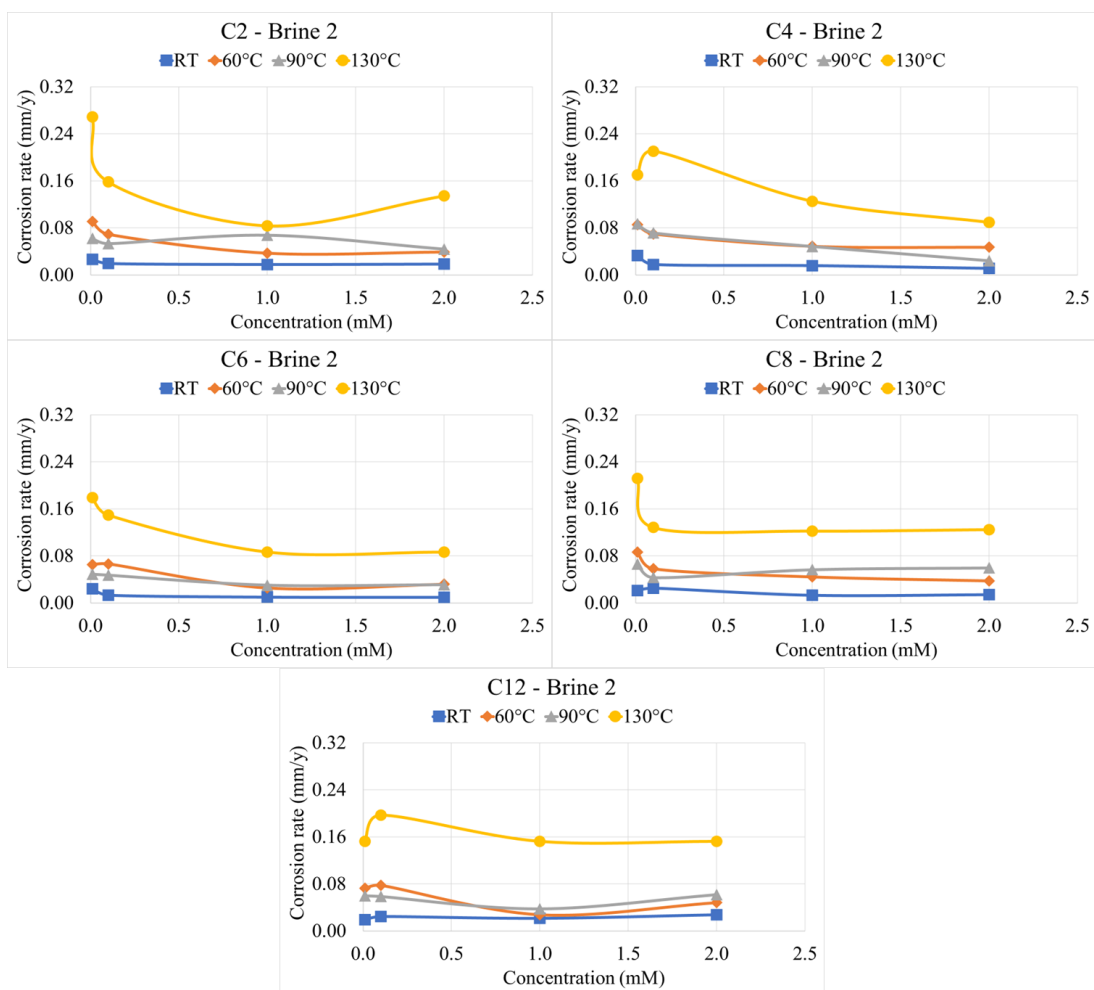 C2 - Brine 2
RT 60°C 90°C 130°C
Corrosion rate (mm/y)
0.32
0.24
0.16
0.08
0.00
0.0 0.5 1.0 1.5 2.0 2.5
Concentration (mM)
C4 - Brine 2
RT 60°C 90°C 130°C
Corrosion rate (mm/y)
0.32
0.24
0.16
0.08
0.00
0.0 0.5 1.0 1.5 2.0 2.5
Concentration (mM)
C6 - Brine 2
RT 60°C 90°C 130°C
Corrosion rate (mm/y)
0.32
0.24
0.16
0.08
0.00
0.0 0.5 1.0 1.5 2.0 2.5
Concentration (mM)
C8 - Brine 2
RT 60°C 90°C 130°C
Corrosion rate (mm/y)
0.32
0.24
0.16
0.08
0.00
0.0 0.5 1.0 1.5 2.0 2.5
Concentration (mM)
C12 - Brine 2
RT 60°C 90°C 130°C
Corrosion rate (mm/y)
0.32
0.24
0.16
0.08
0.00
0.0 0.5 1.0 1.5 2.0 2.5
Concentration (mM)